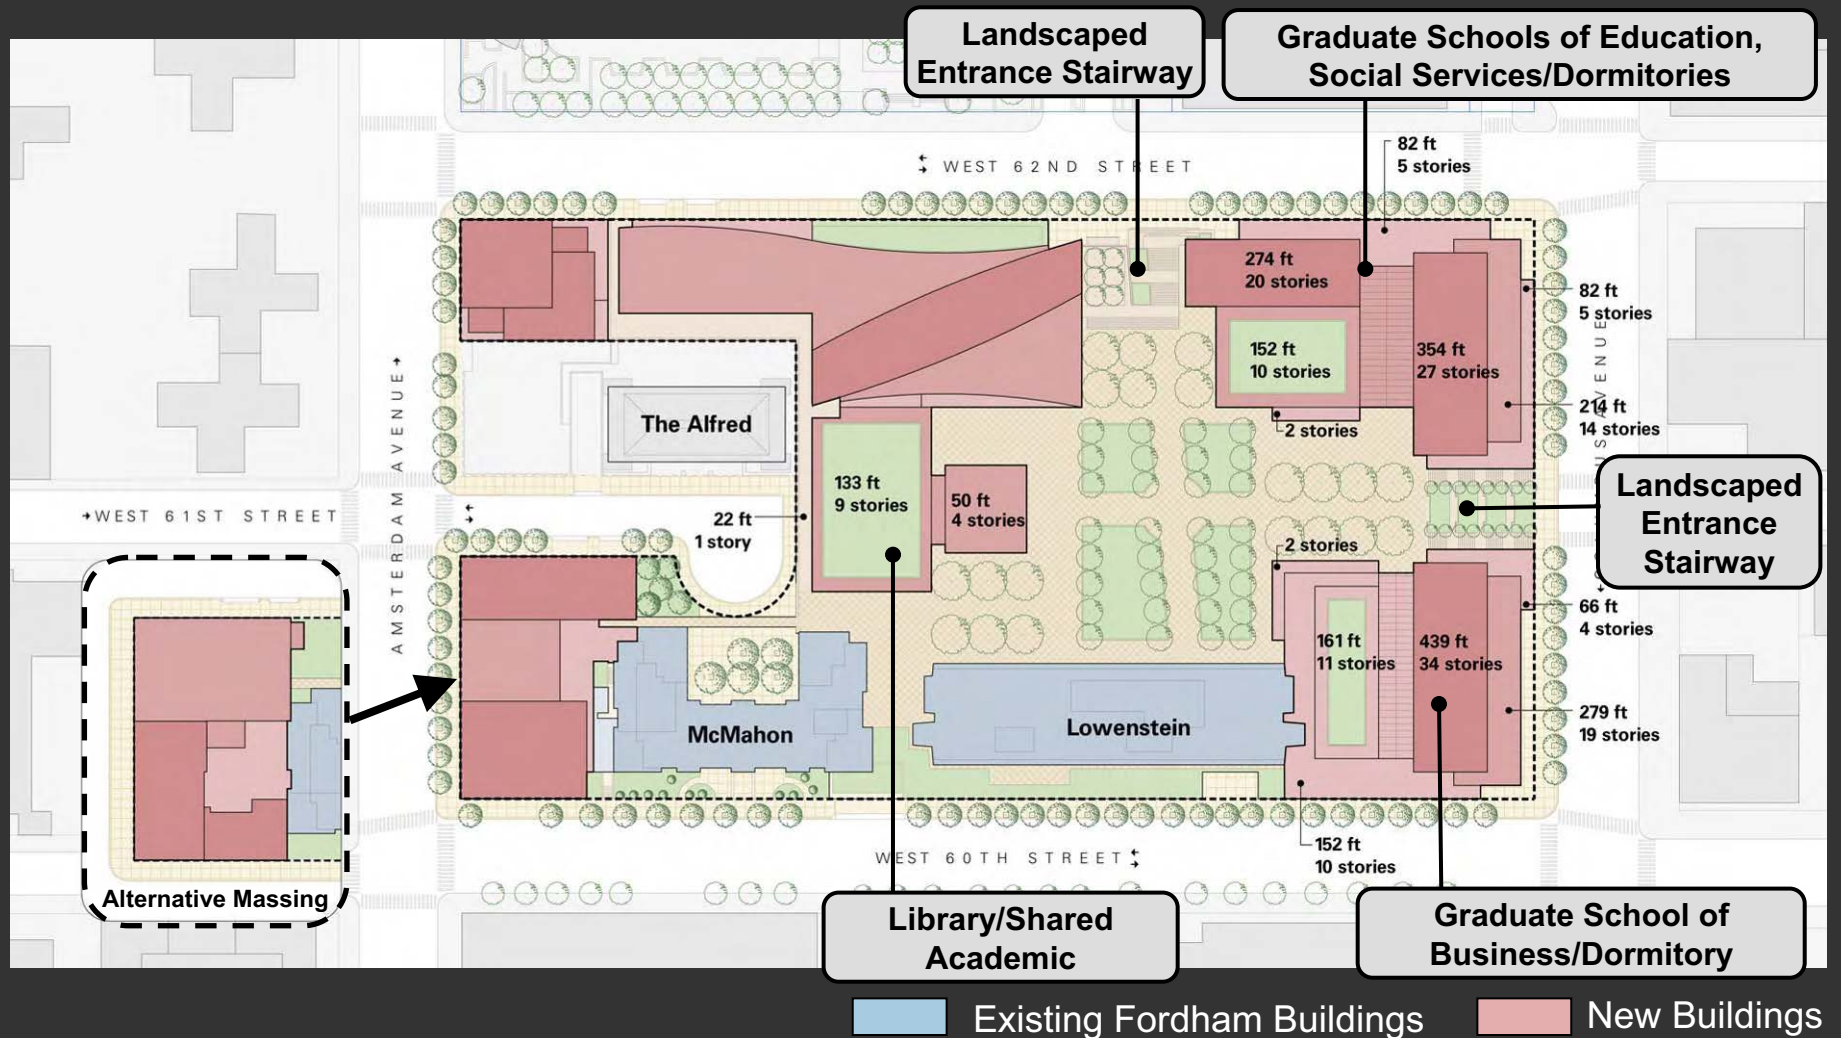 Landscaped
Entrance Stairway
Graduate Schools of Education,
Social Services/Dormitories
82 ft
5 stories
WEST 62ND STREET
274 ft
20 stories
82 ft
5 stories
152 ft
10 stories
354 ft
27 stories
214 ft
14 stories
2 stories
The Alfred
AMSTERDAM AVENUE
133 ft
9 stories
50 ft
4 stories
22 ft
1 story
WEST 61ST STREET
Landscaped
Entrance
Stairway
AVENUE
2 stories
66 ft
4 stories
161 ft
11 stories
439 ft
34 stories
279 ft
19 stories
McMahon
Lowenstein
152 ft
10 stories
WEST 60TH STREET
Alternative Massing
Library/Shared
Academic
Graduate School of
Business/Dormitory
Existing Fordham Buildings
New Buildings